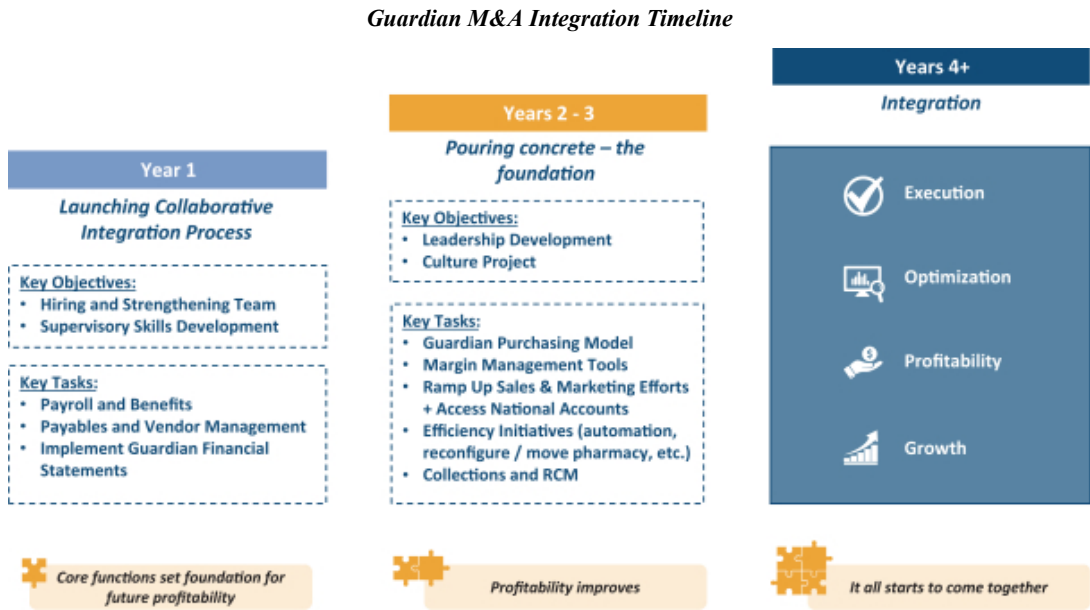 Guardian M&A Integration Timeline
Year 1
Launching Collaborative
Integration Process
Key Objectives:
• Hiring and Strengthening Team
• Supervisory Skills Development
Key Tasks:
• Payroll and Benefits
• Payables and Vendor Management
• Implement Guardian Financial
Statements
Core functions set foundation for
future profitability
Years 2 - 3
Pouring concrete – the
foundation
Key Objectives:
• Leadership Development
• Culture Project
Key Tasks:
• Guardian Purchasing Model
• Margin Management Tools
• Ramp Up Sales & Marketing Efforts
+ Access National Accounts
• Efficiency Initiatives (automation,
reconfigure / move pharmacy, etc.)
• Collections and RCM
Profitability improves
Years 4+
Integration
Execution
Optimization
Profitability
Growth
It all starts to come together